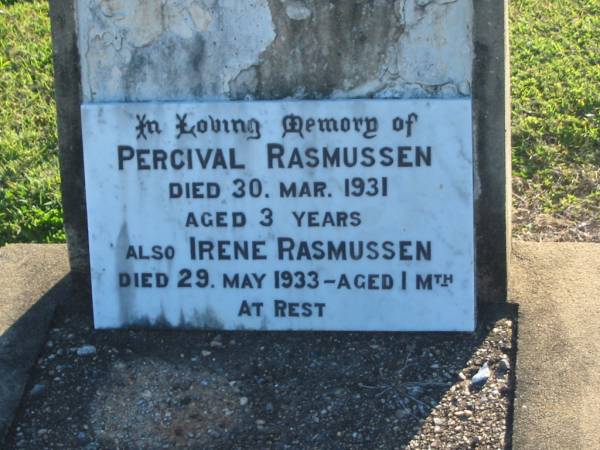 In Loving Memory of
PERCIVAL RASMUSSEN
DIED 30. MAR. 1931
AGED 3 YEARS
ALSO IRENE RASMUSSEN
DIED 29. MAY 1933-AGED 1 MTH
AT REST